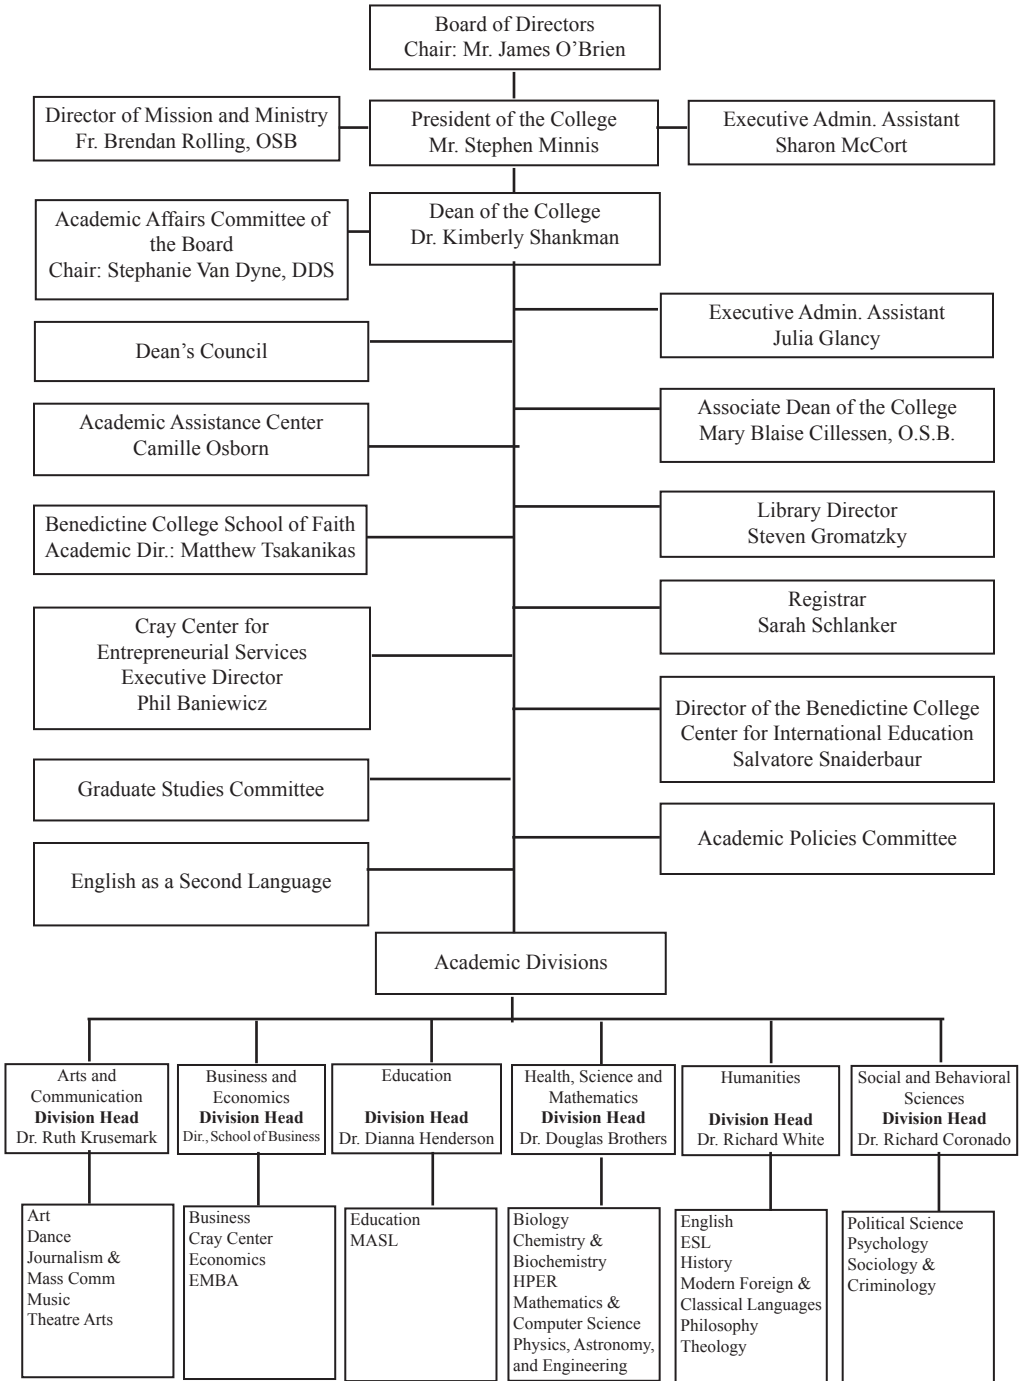 Board of Directors
Chair: Mr. James O’Brien
Director of Mission and Ministry
Fr. Brendan Rolling, OSB
President of the College
Mr. Stephen Minnis
Executive Admin. Assistant
Sharon McCort
Academic Affairs Committee of
the Board
Chair: Stephanie Van Dyne, DDS
Dean of the College
Dr. Kimberly Shankman
Executive Admin. Assistant
Julia Glancy
Dean’s Council
Associate Dean of the College
Mary Blaise Cillessen, O.S.B.
Academic Assistance Center
Camille Osborn
Library Director
Steven Gromatzky
Benedictine College School of Faith
Academic Dir.: Matthew Tsakanikas
Registrar
Sarah Schlanker
Cray Center for
Entrepreneurial Services
Executive Director
Phil Baniewicz
Director of the Benedictine College
Center for International Education
Salvatore Snaiderbaur
Graduate Studies Committee
Academic Policies Committee
English as a Second Language
Academic Divisions
Arts and
Communication
Division Head
Dr. Ruth Krusemark
Business and
Economics
Division Head
Dir., School of Business
Education
Division Head
Dr. Dianna Henderson
Health, Science and
Mathematics
Division Head
Dr. Douglas Brothers
Humanities
Division Head
Dr. Richard White
Social and Behavioral
Sciences
Division Head
Dr. Richard Coronado
Art
Dance
Journalism &
Mass Comm
Music
Theatre Arts
Business
Cray Center
Economics
EMBA
Education
MASL
Biology
Chemistry &
Biochemistry
HPER
Mathematics &
Computer Science
Physics, Astronomy,
and Engineering
English
ESL
History
Modern Foreign &
Classical Languages
Philosophy
Theology
Political Science
Psychology
Sociology &
Criminology